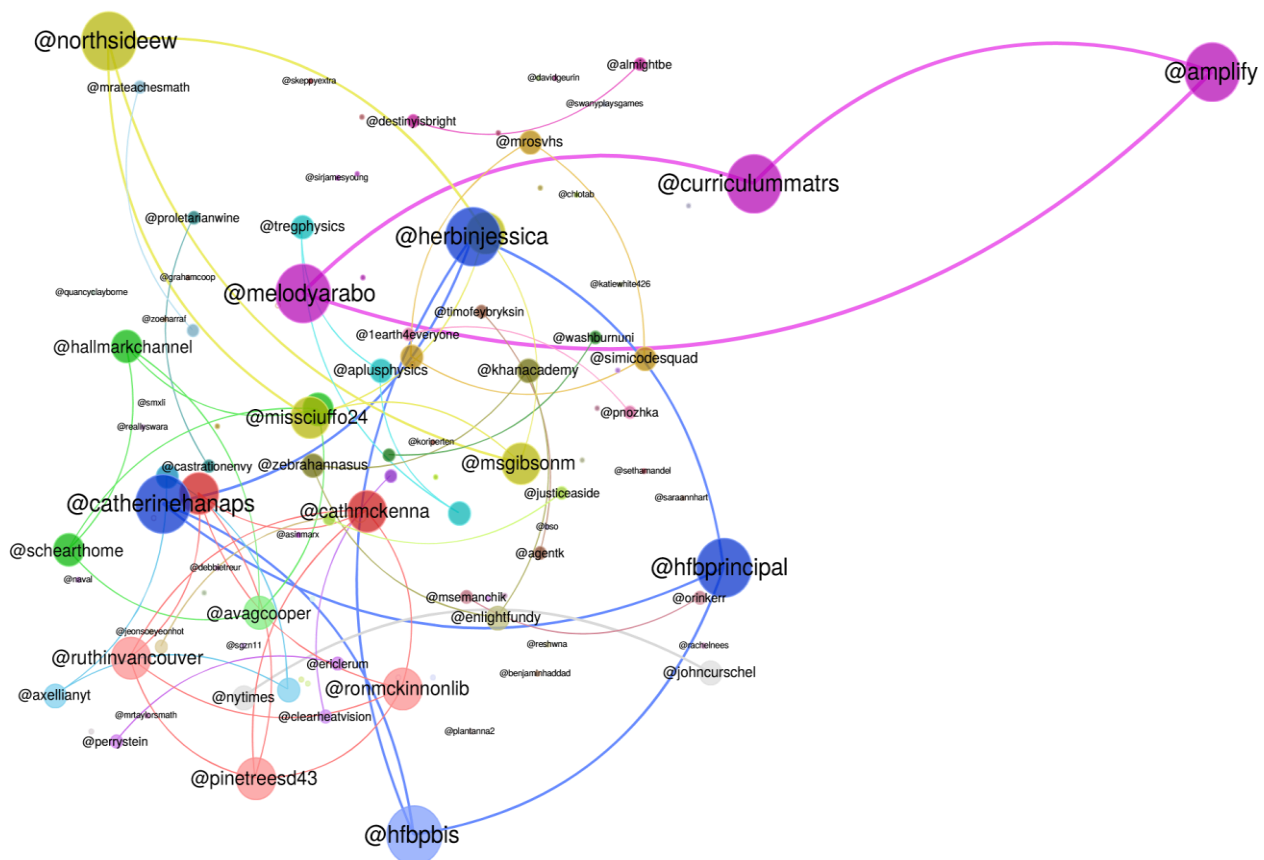 @northsideew
@almightbe
@amplify
@davidgeurin
@skeppyextra
@mrateachesmath
@swanyplaysgames
@destinyisbright
@mrosvhs
@sirjamesyoung
@curriculummatrs
@chlotab
@proletarianwine
@tregphysics
@herbinjessica
@grahamcoop
@katiewhite426
@quancyclayborne
@melodyarabo
@timofeybryksin
@zoeharraf
@1earth4everyone
@washburnuni
@hallmarkchannel
@simicodesquad
@aplusphysics
@khanacademy
@smxli
@missciuffo24
@pnozhka
@reallyswara
@koriperten
@castrationenvy
@zebrahannasus
@msgibsonm
@sethamandel
@justiceaside
@saraannhart
@catherinehanaps
@cathmckenna
@bso
@asiamarx
@schearthome
@agentk
@debbietreur
@hfbprincipal
@naval
@msemanchik
@orinkerr
@avagcooper
@enlightfundy
@jeonsoeyeonhot
@sgzn11
@reshwna
@rachelnees
@ruthinvancouver
@ericlerum
@benjaminhaddad
@johncurschel
@axellianyt
@nytimes
@ronmckinnonlib
@mrtaylorsmath
@clearheatvision
@plantanna2
@perrystein
@pinetreesd43
@hfbpbis